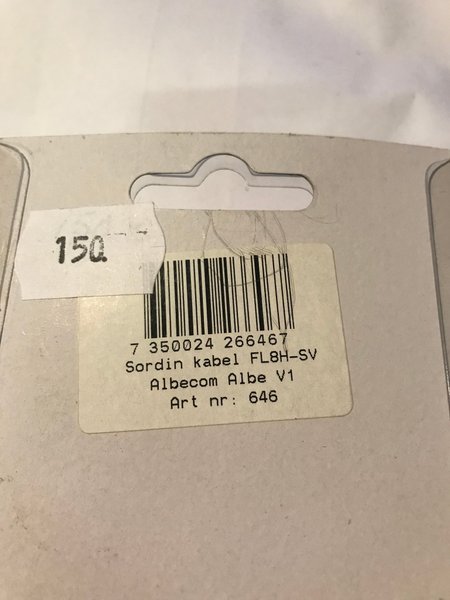 150
7 350024 266467
Sordin kabel FL8H-SV
Albecom Albe V1
Art nr: 646